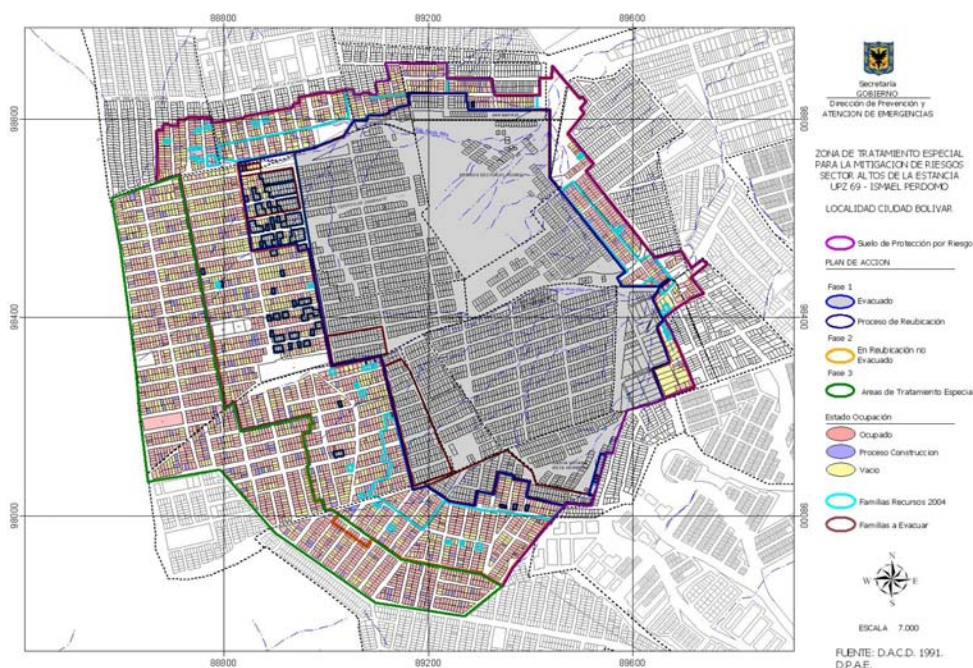 88800 89200 89600
98800
98400
98000
98800
98400
98000
88800 89200 89600
Secretaría
GOBIERNO
Dirección de Prevención y
ATENCION DE EMERGENCIAS
ZONA DE TRATAMIENTO ESPECIAL
PARA LA MITIGACION DE RIESGOS
SECTOR ALTOS DE LA ESTANCIA
UPZ 69 - ISMAEL PERDOMO
LOCALIDAD CIUDAD BOLIVAR
Suelo de Protección por Riesgo
PLAN DE ACCION
Fase 1
Evacuado
Proceso de Reubicación
Fase 2
En Reubicación no
Evacuado
Fase 3
Areas de Tratamiento Especial
Estado Ocupación
Ocupado
Proceso Construccion
Vacio
Familias Recursos 2004
Familias a Evacuar
N
W E
S
ESCALA 7.000
FUENTE: D.A.C.D. 1991.
D.P.A.E.